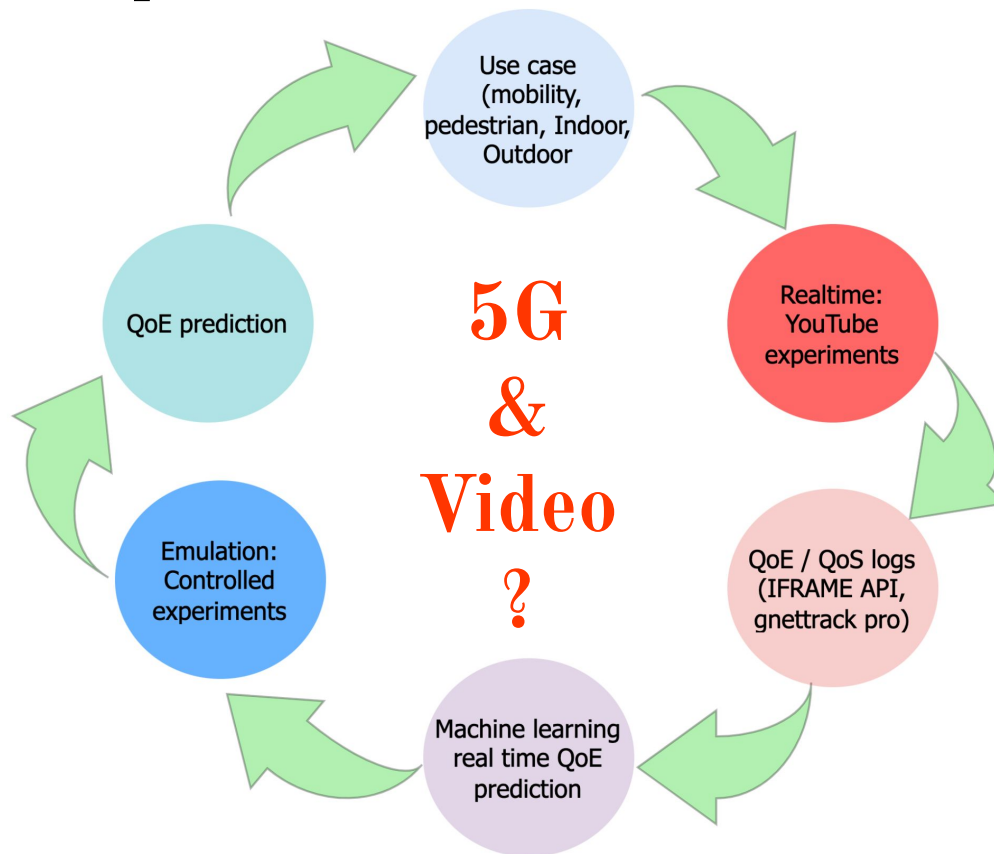 Use case
(mobility,
pedestrian, Indoor,
Outdoor
Realtime:
YouTube
experiments
QoE / QoS logs
(IFRAME API,
gnettrack pro)
Machine learning
real time QoE
prediction
Emulation:
Controlled
experiments
QoE prediction
5G
&
Video
?